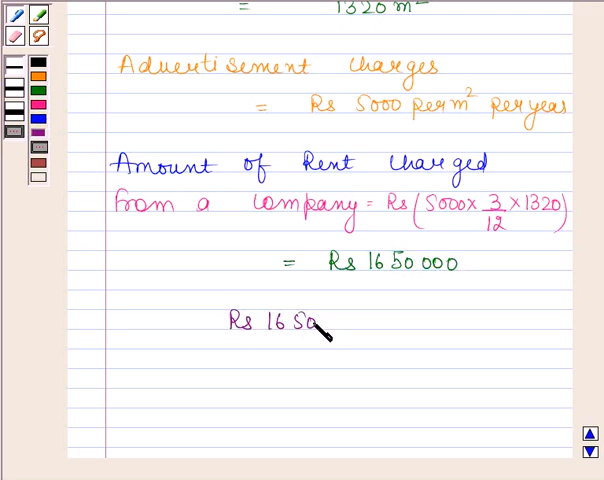 = 1320 m²
Advertisement charges
= Rs 5000 per m² per year
Amount of Rent charged
from a company = Rs (5000 × 3/12 × 1320)
= Rs 16 50 000
Rs 16 50